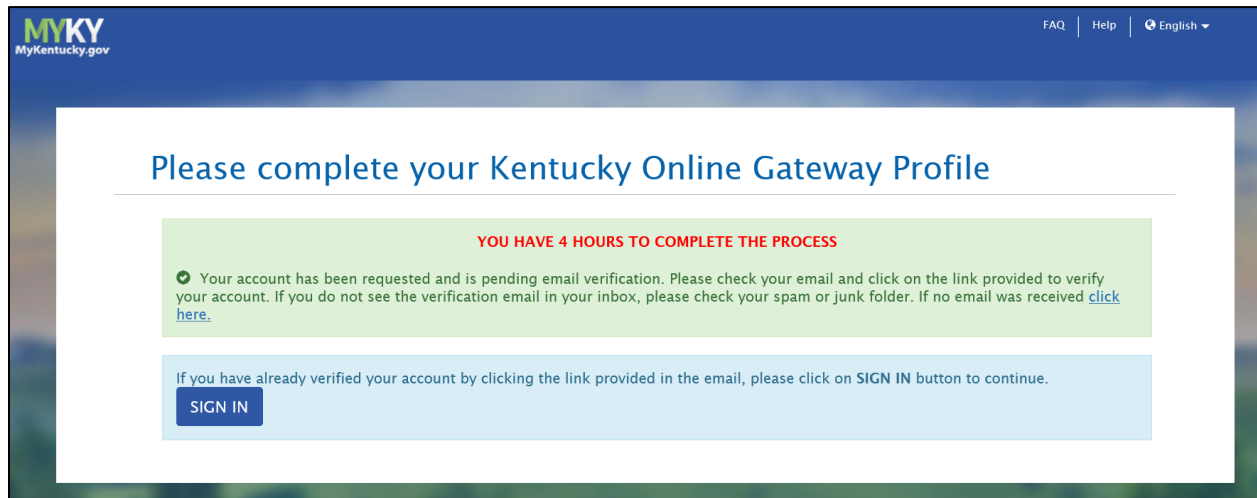 MYKY
MyKentucky.gov
FAQ
Help
English
Please complete your Kentucky Online Gateway Profile
YOU HAVE 4 HOURS TO COMPLETE THE PROCESS
Your account has been requested and is pending email verification. Please check your email and click on the link provided to verify
your account. If you do not see the verification email in your inbox, please check your spam or junk folder. If no email was received click
here.
If you have already verified your account by clicking the link provided in the email, please click on SIGN IN button to continue.
SIGN IN